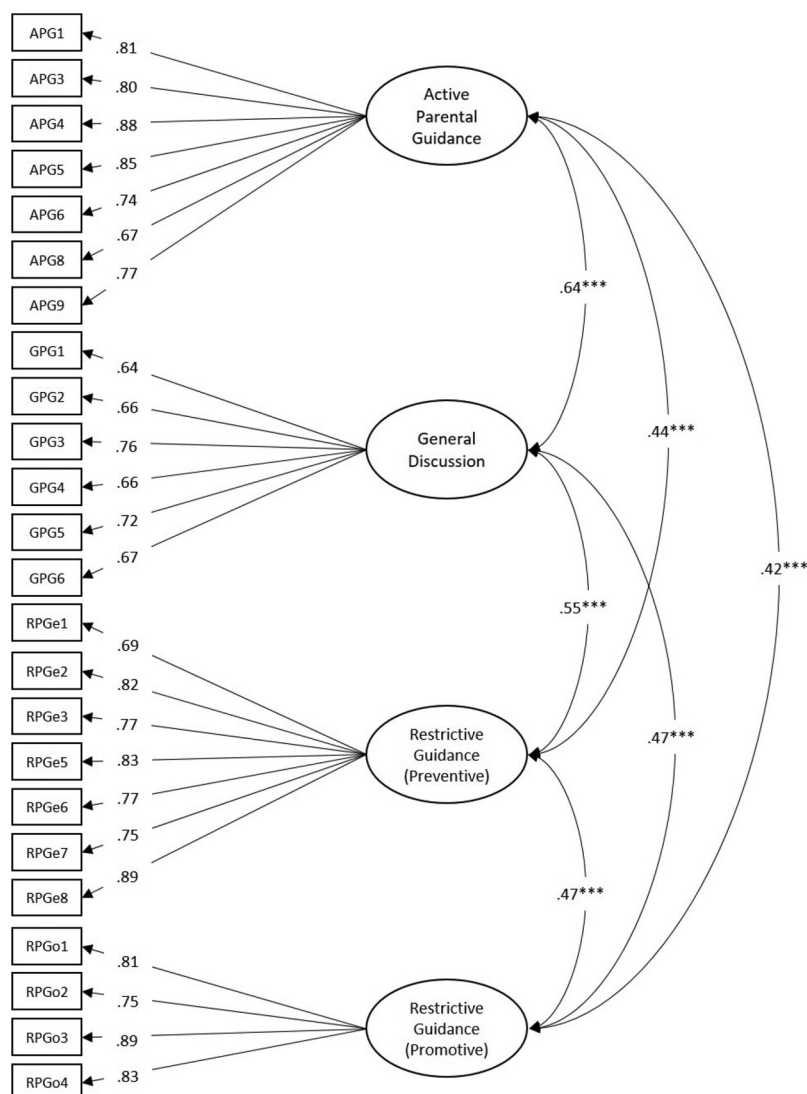 APG1
.81
APG3
.80
APG4
.88
APG5
.85
APG6
.74
APG8
.67
APG9
.77
Active
Parental
Guidance
.64***
GPG1
.64
GPG2
.66
GPG3
.76
GPG4
.66
GPG5
.72
GPG6
.67
General
Discussion
.44***
.42***
.55***
RPGe1
.69
RPGe2
.82
RPGe3
.77
RPGe5
.83
RPGe6
.77
RPGe7
.75
RPGe8
.89
Restrictive
Guidance
(Preventive)
.47***
.47***
RPGo1
.81
RPGo2
.75
RPGo3
.89
RPGo4
.83
Restrictive
Guidance
(Promotive)